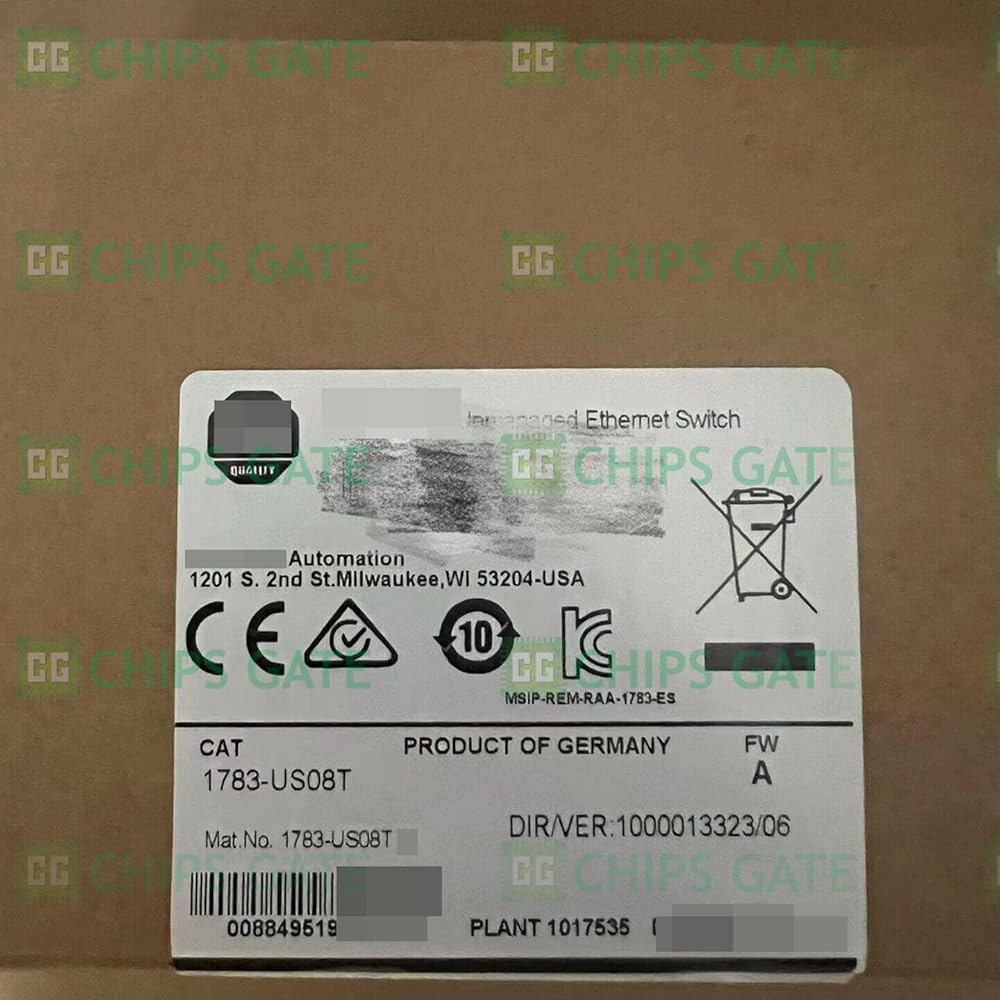 CG CHIPS GATE CG CHIPS GATE
CG CHIPS GATE CG CHIPS GATE
Ethernet Switch
QUALITY
CG CHIPS GATE CG CHIPS GATE
Automation
1201 S. 2nd St.Milwaukee,WI 53204-USA
CE 10
CG CHIPS GATE CG CHIPS GATE
MSIP-REM-RAA-1783-ES
CAT PRODUCT OF GERMANY FW
1783-US08T A
DIR/VER:1000013323/06
Mat.No. 1783-US08T
CG CHIPS GATE CG CHIPS GATE
008849519
PLANT 1017535